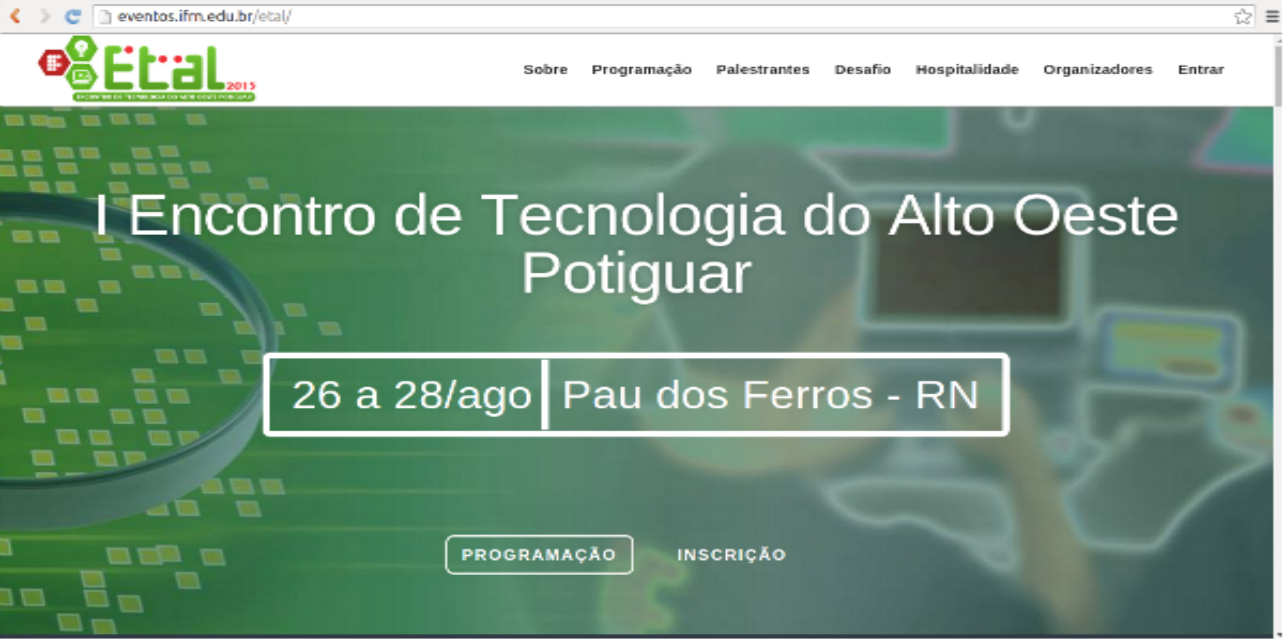 eventos.ifrn.edu.br/etal/
Etal
2015
ENCONTRO DE TECNOLOGIA DO ALTO OESTE POTIGUAR
Sobre Programação Palestrantes Desafio Hospitalidade Organizadores Entrar
I Encontro de Tecnologia do Alto Oeste
Potiguar
26 a 28/ago Pau dos Ferros - RN
PROGRAMAÇÃO INSCRIÇÃO